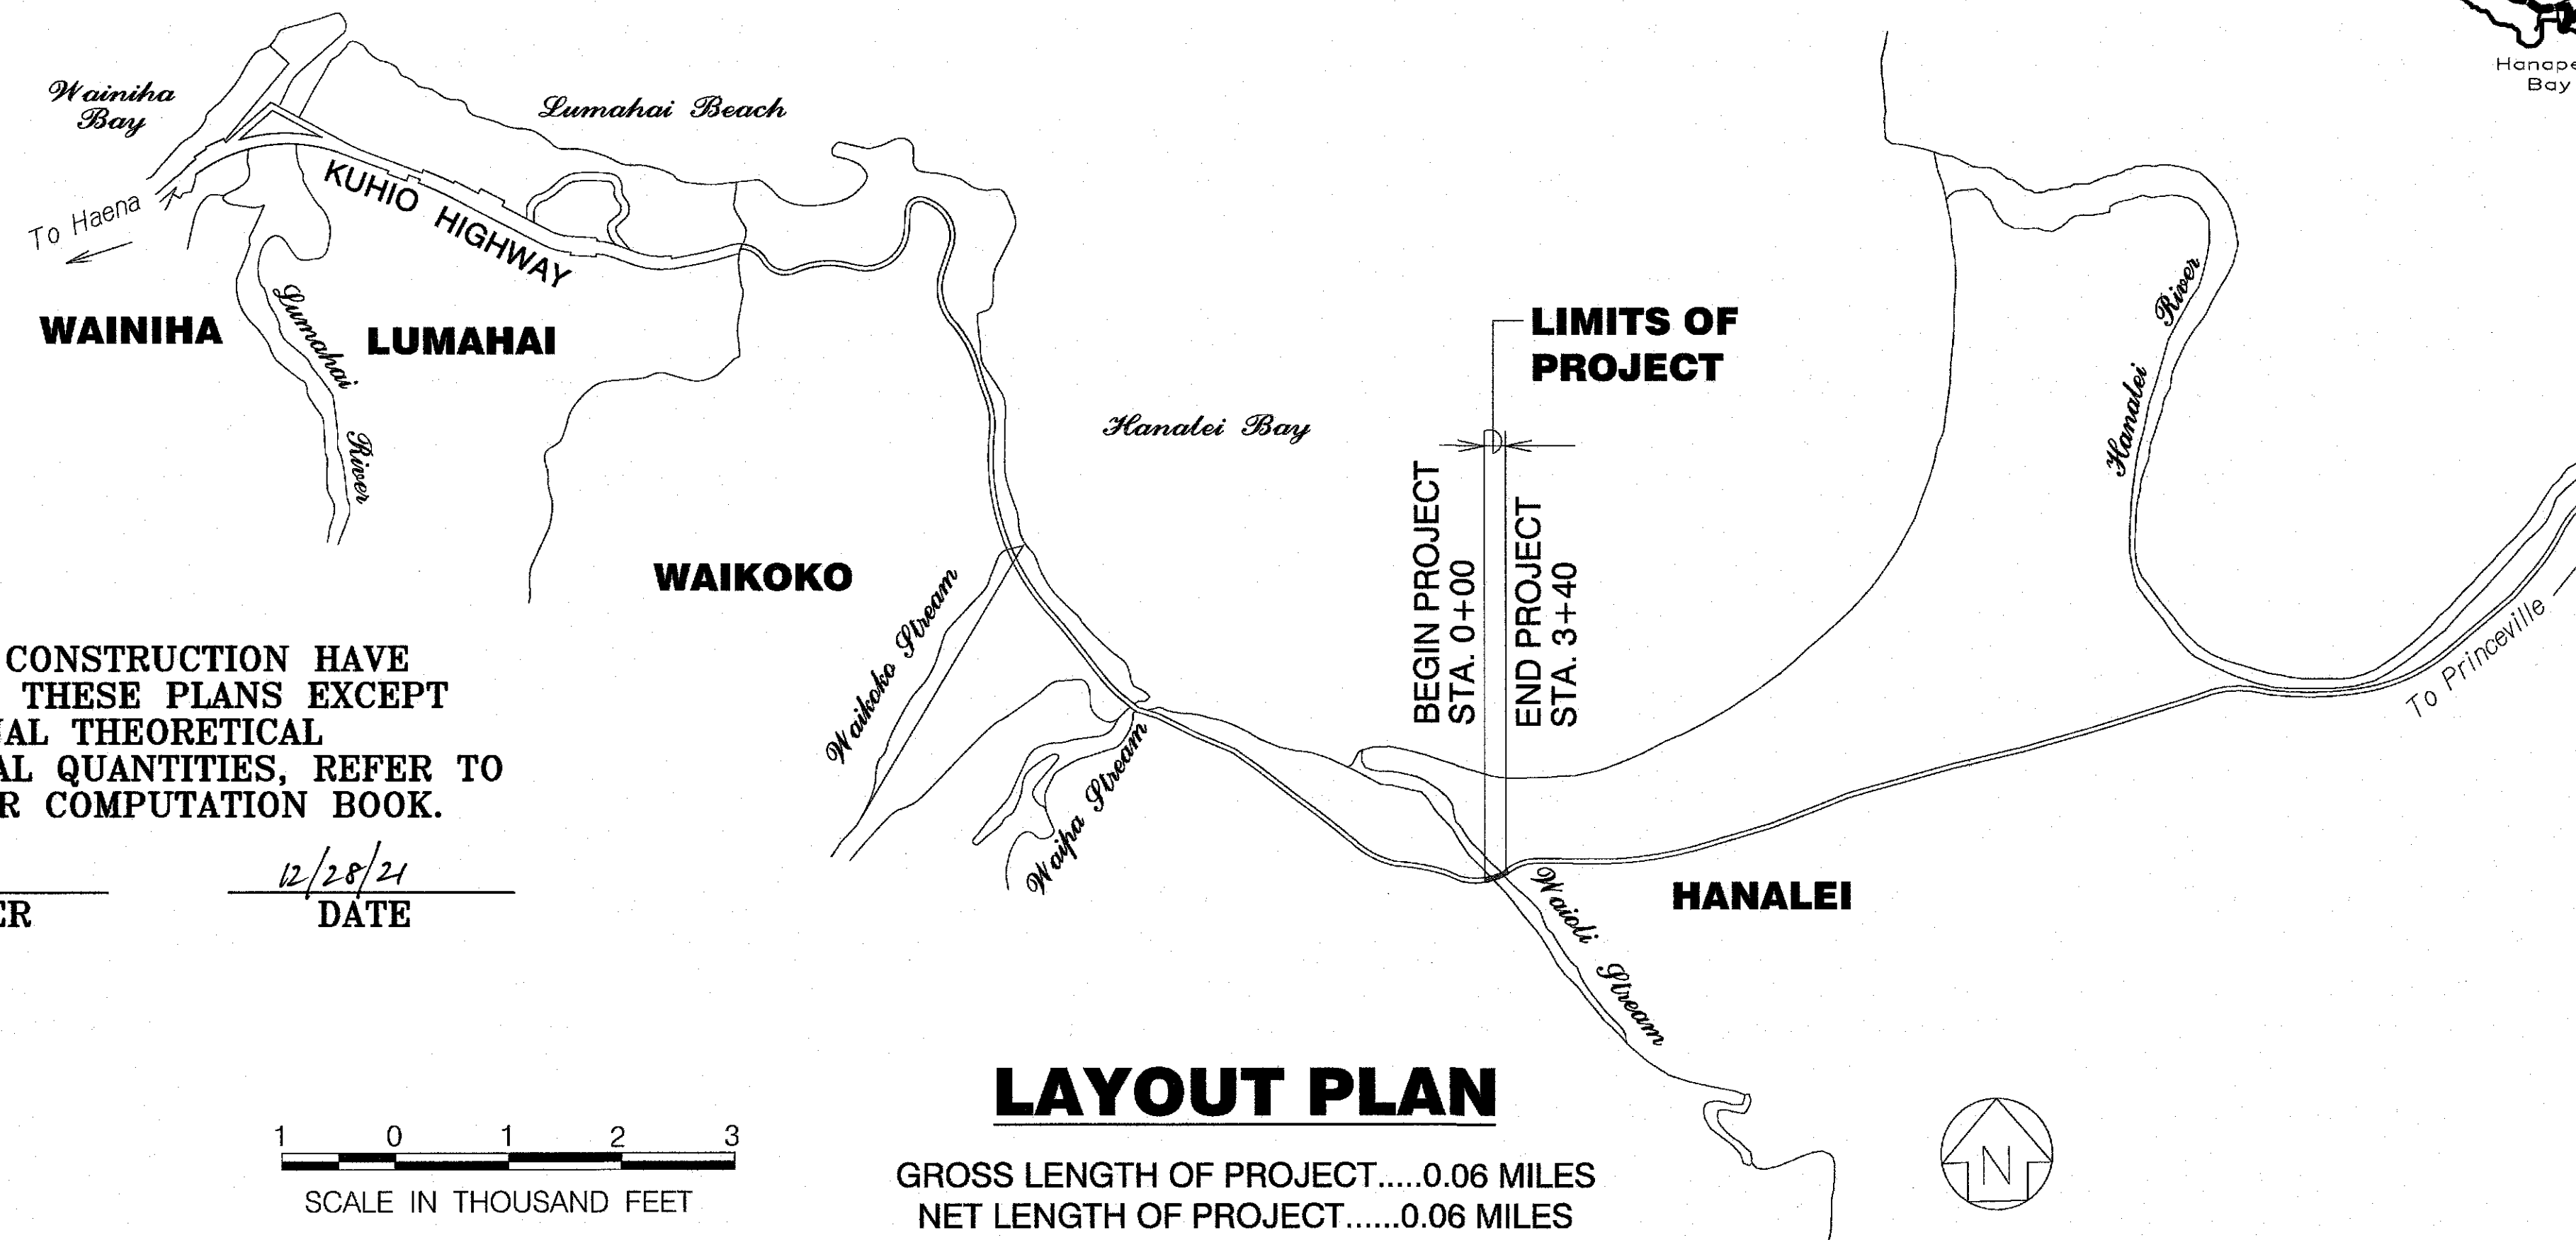 Hanape
Bay
Wainiha
Bay
Lumahai Beach
To Haena
KUHIO HIGHWAY
WAINIHA
Lumahai River
LUMAHAI
LIMITS OF
PROJECT
Hanalei Bay
Hanalei River
BEGIN PROJECT
STA. 0+00
END PROJECT
STA. 3+40
WAIKOKO
Waikoko Stream
Waipa Stream
To Princeville
CONSTRUCTION HAVE
THESE PLANS EXCEPT
UAL THEORETICAL
AL QUANTITIES, REFER TO
R COMPUTATION BOOK.
12/28/21
ER
DATE
HANALEI
Waioli Stream
LAYOUT PLAN
1 0 1 2 3
SCALE IN THOUSAND FEET
GROSS LENGTH OF PROJECT.....0.06 MILES
NET LENGTH OF PROJECT......0.06 MILES
N